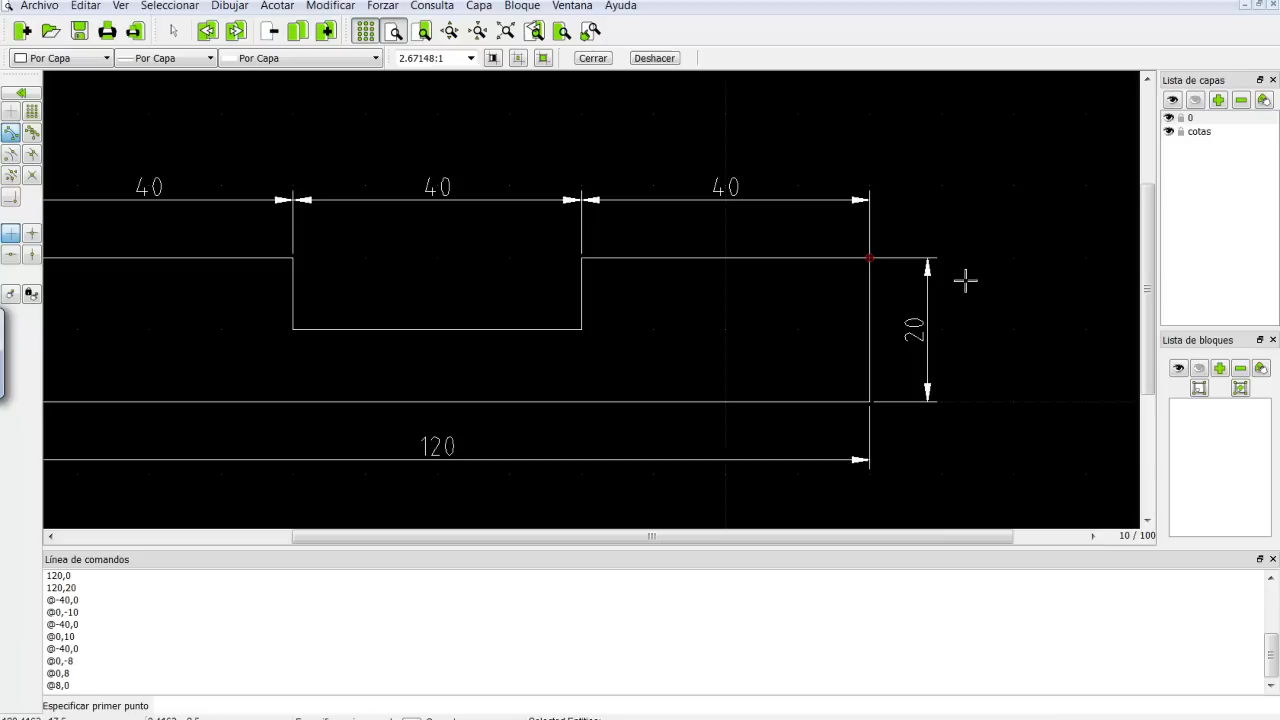 Archivo Editar Ver Seleccionar Dibujar Acotar Modificar Forzar Consulta Capa Bloque Ventana Ayuda
Por Capa Por Capa Por Capa 2.67148:1 Cerrar Deshacer
Lista de capas
0
cotas
40 40 40
20
120
Lista de bloques
10 / 100
Línea de comandos
120,0
120,20
@-40,0
@0,-10
@-40,0
@0,10
@-40,0
@0,-8
@0,8
@8,0
Especificar primer punto